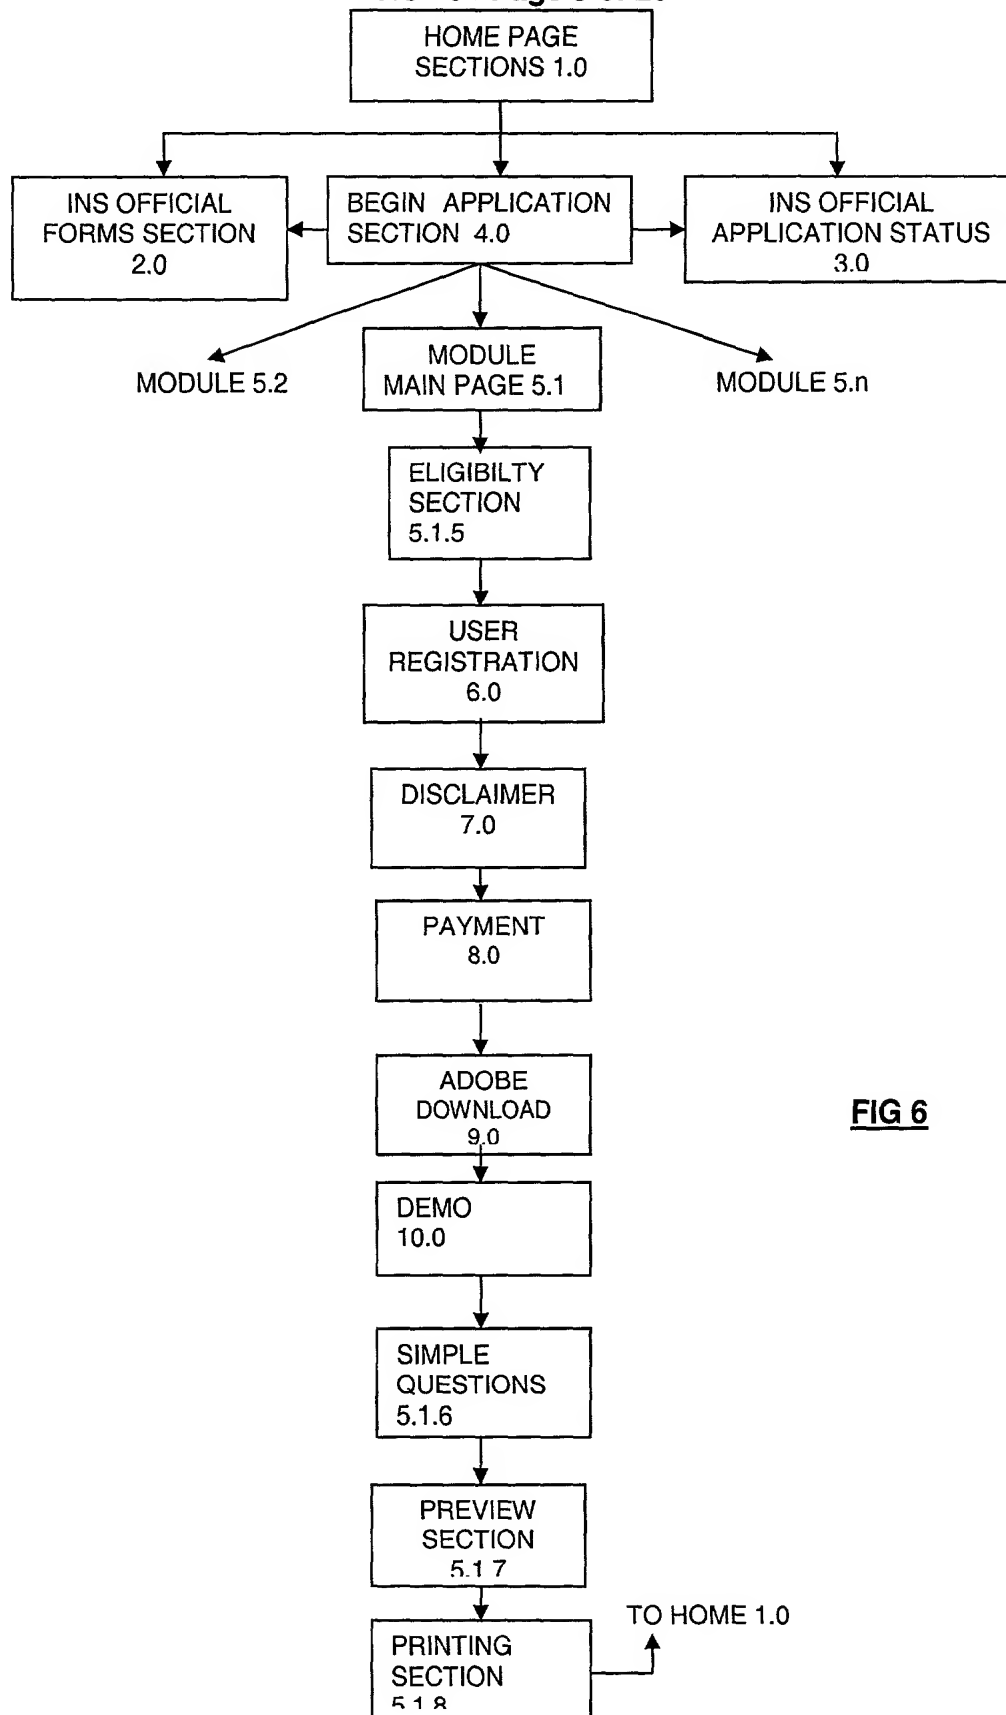 HOME PAGE
SECTIONS 1.0
INS OFFICIAL
FORMS SECTION
2.0
BEGIN APPLICATION
SECTION 4.0
INS OFFICIAL
APPLICATION STATUS
3.0
MODULE 5.2
MODULE
MAIN PAGE 5.1
MODULE 5.n
ELIGIBILTY
SECTION
5.1.5
USER
REGISTRATION
6.0
DISCLAIMER
7.0
PAYMENT
8.0
ADOBE
DOWNLOAD
9.0
FIG 6
DEMO
10.0
SIMPLE
QUESTIONS
5.1.6
PREVIEW
SECTION
5.1.7
TO HOME 1.0
PRINTING
SECTION
5.1.8